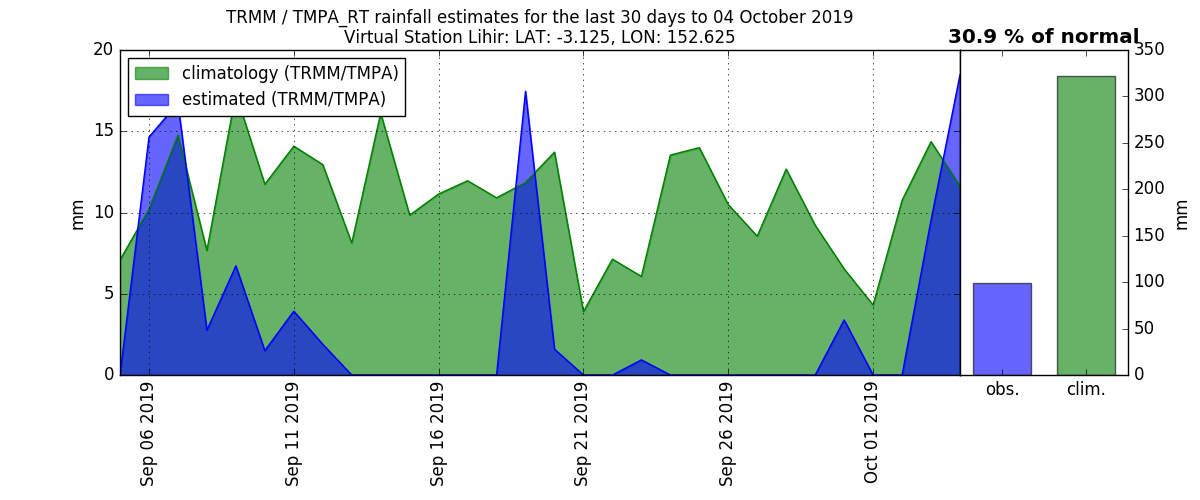 TRMM / TMPA_RT rainfall estimates for the last 30 days to 04 October 2019
Virtual Station Lihir: LAT: -3.125, LON: 152.625
30.9 % of normal
climatology (TRMM/TMPA)
estimated (TRMM/TMPA)
20
15
10
5
0
mm
350
300
250
200
150
100
50
0
mm
Sep 06 2019
Sep 11 2019
Sep 16 2019
Sep 21 2019
Sep 26 2019
Oct 01 2019
obs.
clim.